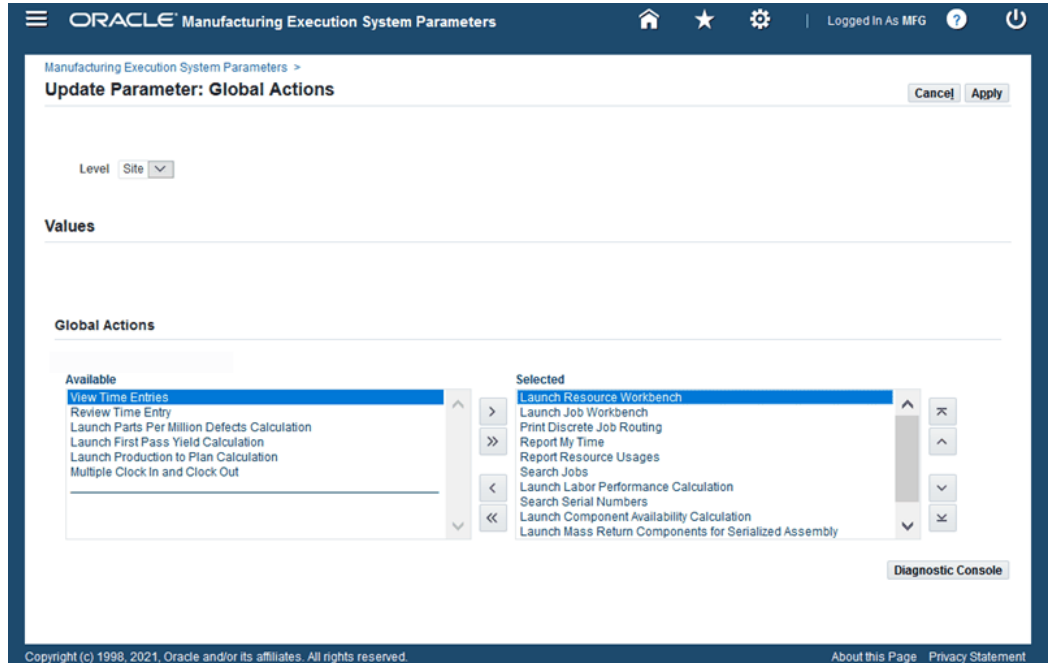 ORACLE Manufacturing Execution System Parameters
Logged In As MFG ?
Manufacturing Execution System Parameters >
Update Parameter: Global Actions
Cancel Apply
Level Site
Values
Global Actions
Available
View Time Entries
Review Time Entry
Launch Parts Per Million Defects Calculation
Launch First Pass Yield Calculation
Launch Production to Plan Calculation
Multiple Clock In and Clock Out
Selected
Launch Resource Workbench
Launch Job Workbench
Print Discrete Job Routing
Report My Time
Report Resource Usages
Search Jobs
Launch Labor Performance Calculation
Search Serial Numbers
Launch Component Availability Calculation
Launch Mass Return Components for Serialized Assembly
Diagnostic Console
Copyright (c) 1998, 2021, Oracle and/or its affiliates. All rights reserved.
About this Page Privacy Statement